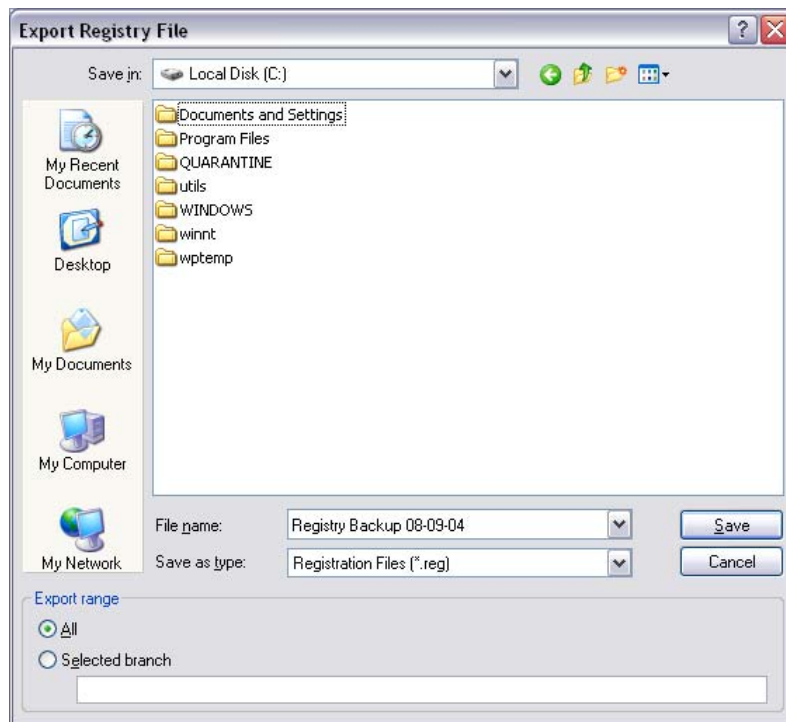 Export Registry File
Save in:
Local Disk (C:)
My Recent
Documents
Desktop
My Documents
My Computer
My Network
Documents and Settings
Program Files
QUARANTINE
utils
WINDOWS
winnt
wptemp
File name:
Registry Backup 08-09-04
Save
Save as type:
Registration Files (*.reg)
Cancel
Export range
All
Selected branch